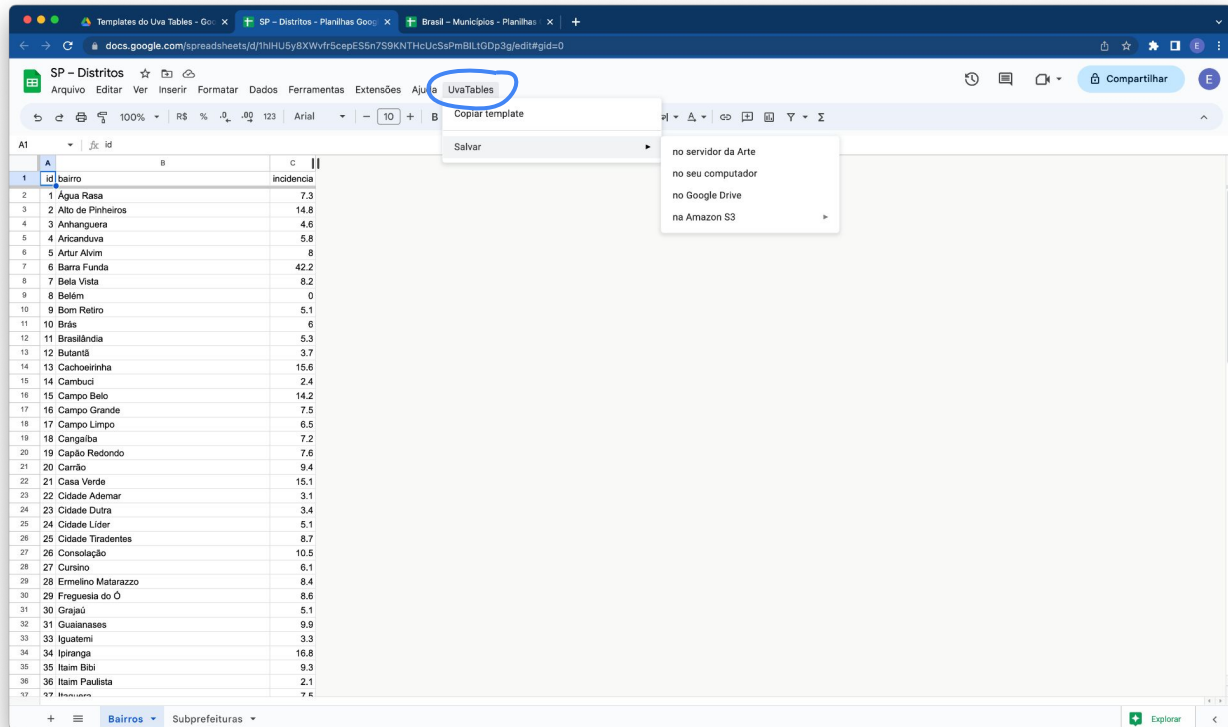 Templates do Uva Tables - Goo
SP – Distritos - Planilhas Goog
Brasil – Municípios - Planilhas
docs.google.com/spreadsheets/d/1hIHU5y8XWvfr5cepES5n7S9KNTHcUcSsPmBILtGDp3g/edit#gid=0
SP – Distritos
Arquivo Editar Ver Inserir Formatar Dados Ferramentas Extensões UvaTables
Compartilhar E
100% R$ % .0 .00 123 Arial 10 B A Σ
Copiar template
Salvar
no servidor da Arte
no seu computador
no Google Drive
na Amazon S3
A1 fx id
A B C
1 id bairro incidencia
2 1 Água Rasa 7.3
3 2 Alto de Pinheiros 14.8
4 3 Anhanguera 4.6
5 4 Aricanduva 5.8
6 5 Artur Alvim 8
7 6 Barra Funda 42.2
8 7 Bela Vista 8.2
9 8 Belém 0
10 9 Bom Retiro 5.1
11 10 Brás 6
12 11 Brasilândia 5.3
13 12 Butantã 3.7
14 13 Cachoeirinha 15.6
15 14 Cambuci 2.4
16 15 Campo Belo 14.2
17 16 Campo Grande 7.5
18 17 Campo Limpo 6.5
19 18 Cangaíba 7.2
20 19 Capão Redondo 7.6
21 20 Carrão 9.4
22 21 Casa Verde 15.1
23 22 Cidade Ademar 3.1
24 23 Cidade Dutra 3.4
25 24 Cidade Líder 5.1
26 25 Cidade Tiradentes 8.7
27 26 Consolação 10.5
28 27 Cursino 6.1
29 28 Ermelino Matarazzo 8.4
30 29 Freguesia do Ó 8.6
31 30 Grajaú 5.1
32 31 Guaianases 9.9
33 33 Iguatemi 3.3
34 34 Ipiranga 16.8
35 35 Itaim Bibi 9.3
36 36 Itaim Paulista 2.1
37 37 Itaquera 7.5
Bairros Subprefeituras
Explorar